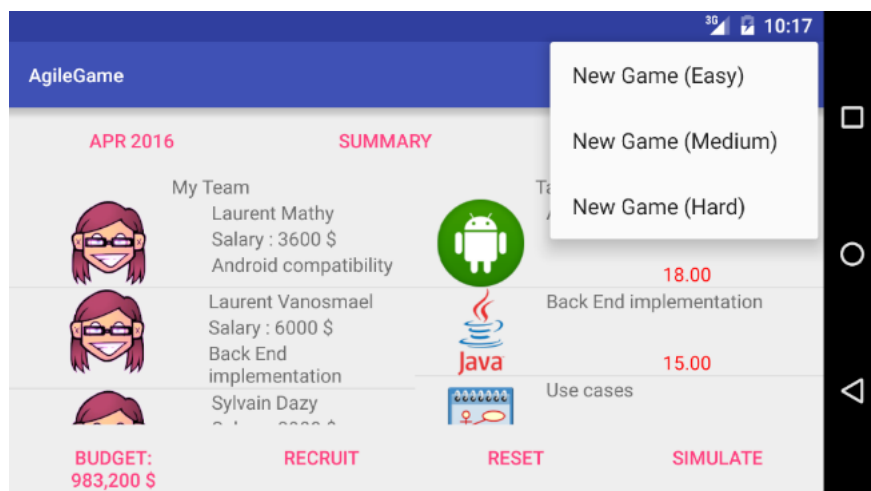 3G 10:17
AgileGame
New Game (Easy)
New Game (Medium)
New Game (Hard)
APR 2016
SUMMARY
My Team
Laurent Mathy
Salary : 3600 $
Android compatibility
Laurent Vanosmael
Salary : 6000 $
Back End
implementation
Sylvain Dazy
18.00
Back End implementation
Java
15.00
Use cases
BUDGET:
983,200 $
RECRUIT
RESET
SIMULATE